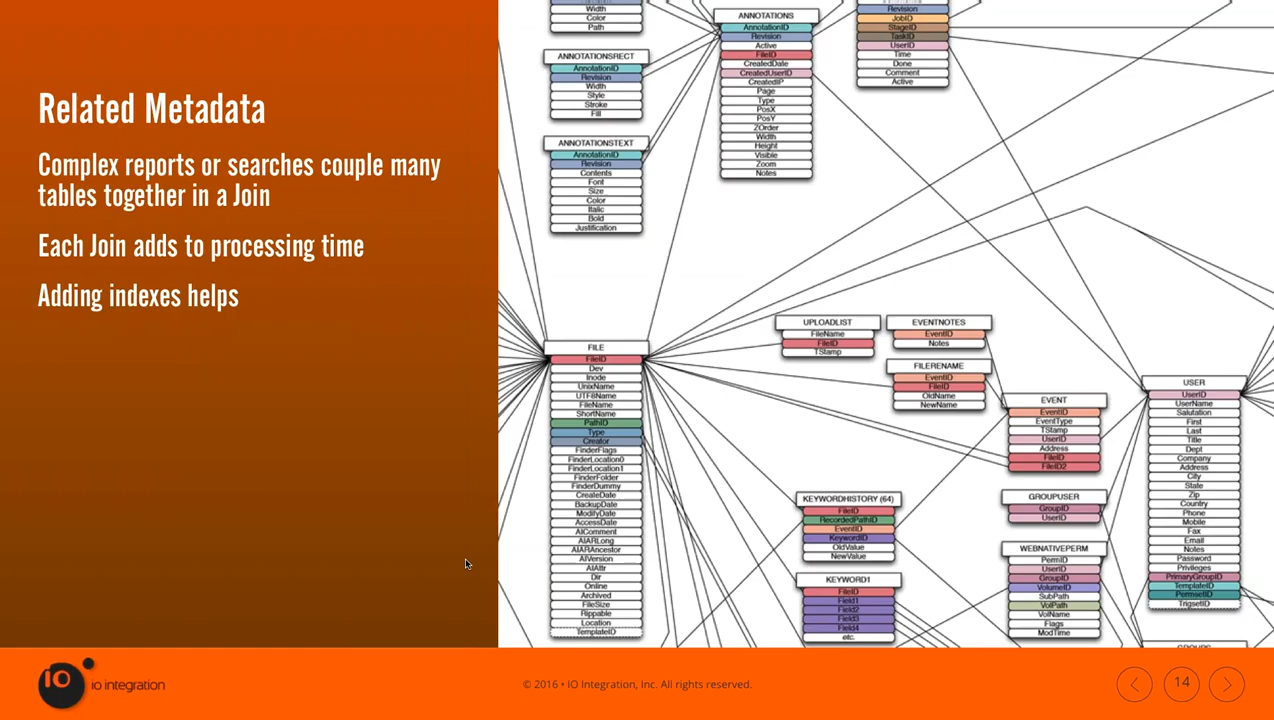 Related Metadata
Complex reports or searches couple many
tables together in a Join
Each Join adds to processing time
Adding indexes helps
Width
Color
Path
ANNOTATIONSRECT
AnnotationID
Revision
Width
Style
Stroke
Fill
ANNOTATIONSTEXT
AnnotationID
Revision
Contents
Font
Size
Color
Italic
Bold
Justification
ANNOTATIONS
AnnotationID
Revision
Active
FileID
CreatedDate
CreatedUserID
CreatedIP
Page
Type
PosX
PosY
ZOrder
Width
Height
Visible
Zoom
Notes
Revision
JobID
StageID
TaskID
UserID
Time
Done
Comment
Active
FILE
FileID
Dev
Inode
UnixName
UTF8Name
FileName
ShortName
PathID
Type
Creator
FinderFlags
FinderLocation0
FinderLocation1
FinderFolder
FinderDummy
CreateDate
BackupDate
ModifyDate
AccessDate
AIComment
AIARLong
AIARAncestor
AIVersion
AIAttr
Dir
Online
Archived
FileSize
Rippable
Location
TemplateID
UPLOADLIST
FileName
FileID
TStamp
EVENTNOTES
EventID
Notes
FILERENAME
EventID
FileID
OldName
NewName
EVENT
EventID
EventType
TStamp
UserID
Address
FileID
FileID2
KEYWORDHISTORY (64)
FileID
RecordedPathID
EventID
KeywordID
OldValue
NewValue
KEYWORD1
FileID
Field1
Field2
Field3
Field4
etc.
GROUPUSER
GroupID
UserID
WEBNATIVEPERM
PermID
UserID
GroupID
VolumeID
SubPath
VolPath
VolName
Flags
ModTime
USER
UserID
UserName
Salutation
First
Last
Title
Dept
Company
Address
City
State
Zip
Country
Phone
Mobile
Fax
Email
Notes
Password
Privileges
PrimaryGroupID
TemplateID
PermsetID
TrigsetID
IO
io integration
© 2016 • IO Integration, Inc. All rights reserved.
14